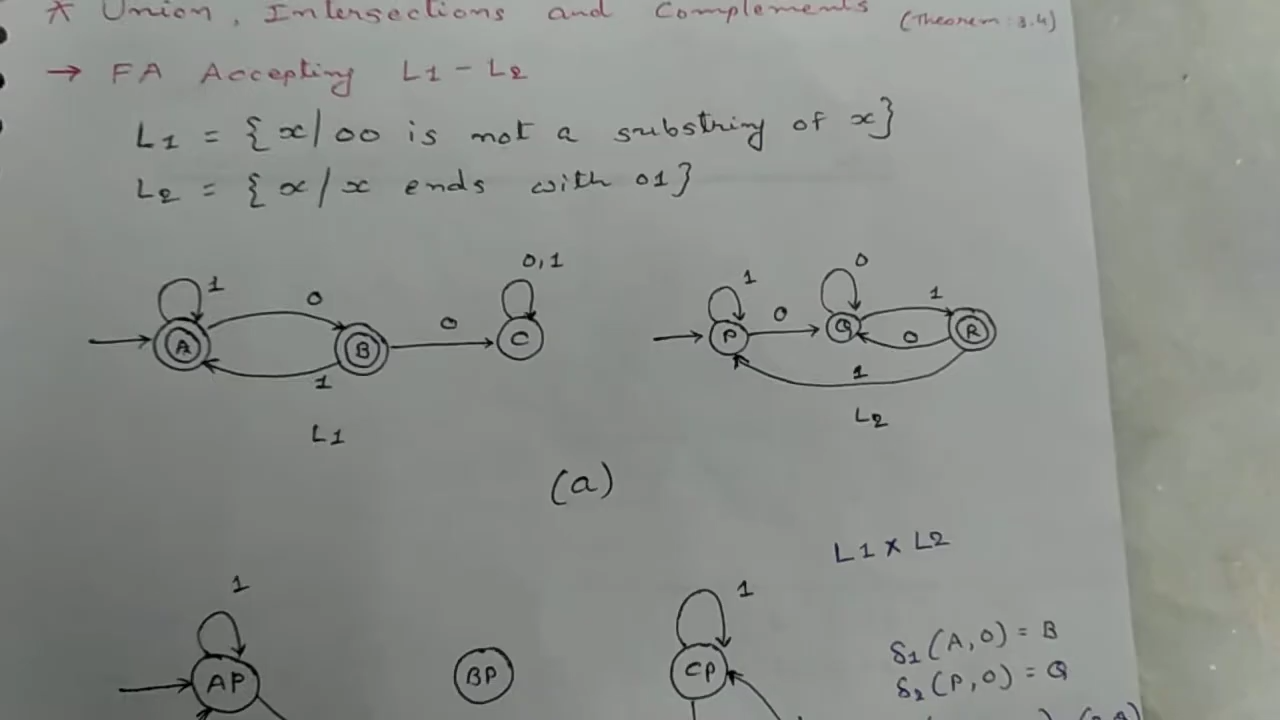 * Union, Intersections and Complements (Theorem: 3.4)
→ FA Accepting L1 - L2
L1 = {x/00 is not a substring of x}
L2 = {x/x ends with 01}
0,1
1 0 0 1 0 0 1
A B C P Q R
1 0 1
L1 L2
(a)
L1 x L2
1 1
AP BP CP
δ1(A,0) = B
δ2(P,0) = Q